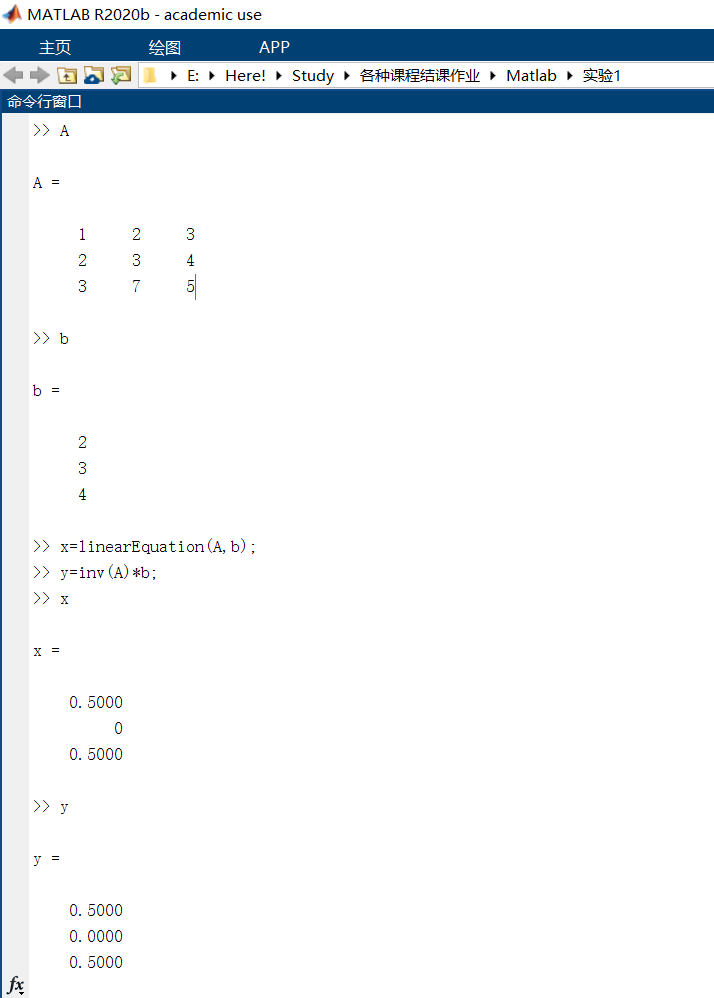 MATLAB R2020b - academic use
主页 绘图 APP
E: Here! Study 各种课程结课作业 Matlab 实验1
命令行窗口
>> A
A =
1 2 3
2 3 4
3 7 5
>> b
b =
2
3
4
>> x=linearEquation(A,b);
>> y=inv(A)*b;
>> x
x =
0.5000
0
0.5000
>> y
y =
0.5000
0.0000
0.5000
fx